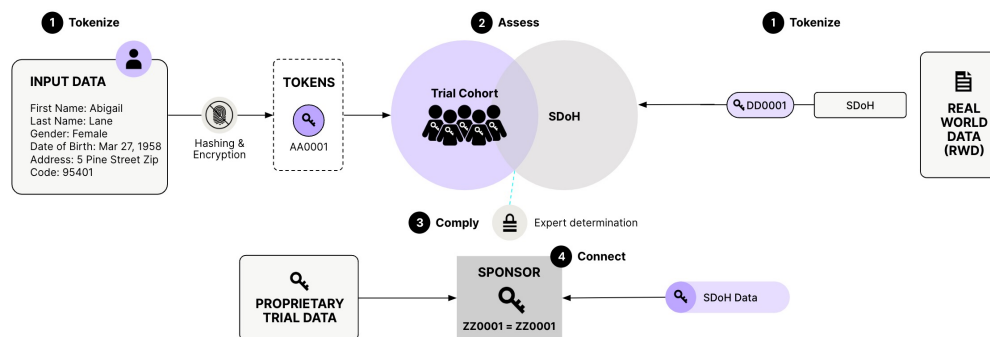 1 Tokenize
2 Assess
1 Tokenize
INPUT DATA
First Name: Abigail
Last Name: Lane
Gender: Female
Date of Birth: Mar 27, 1958
Address: 5 Pine Street Zip
Code: 95401
Hashing &
Encryption
TOKENS
AA0001
Trial Cohort
SDoH
DD0001
SDoH
REAL
WORLD
DATA
(RWD)
3 Comply
Expert determination
4 Connect
PROPRIETARY
TRIAL DATA
SPONSOR
ZZ0001 = ZZ0001
SDoH Data